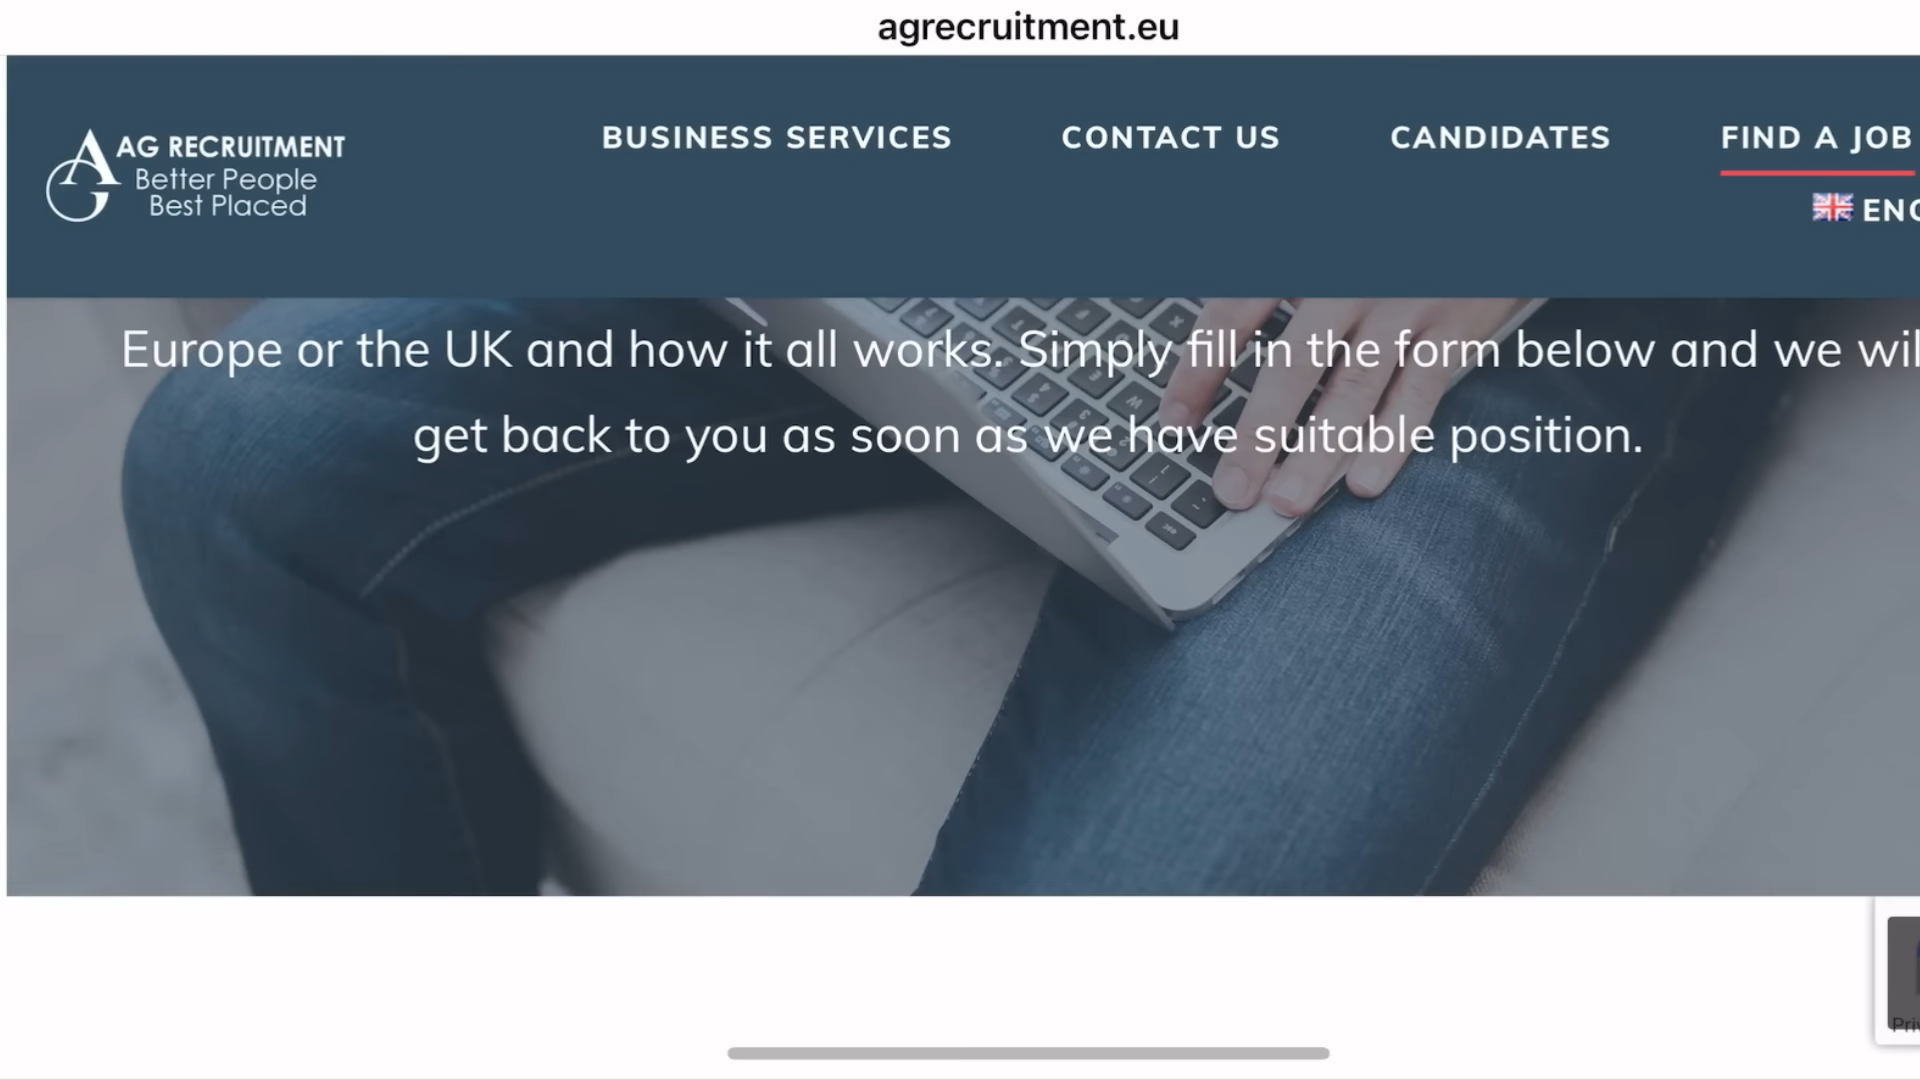 agrecruitment.eu
AG RECRUITMENT
Better People
Best Placed
BUSINESS SERVICES
CONTACT US
CANDIDATES
FIND A JOB
ENG
Europe or the UK and how it all works. Simply fill in the form below and we wil
get back to you as soon as we have suitable position.